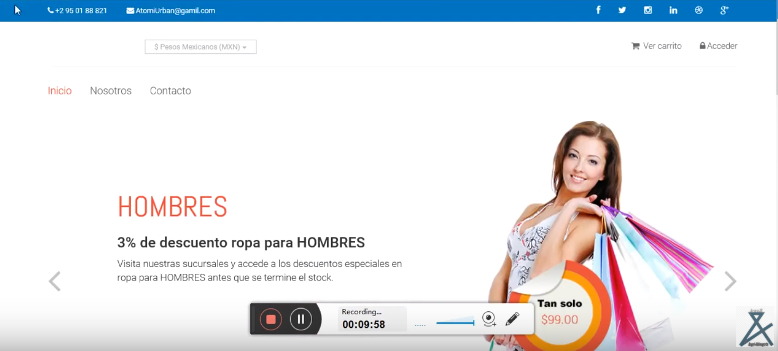 +2 95 01 88 821 AtomiUrban@gamil.com
$ Pesos Mexicanos (MXN)
Ver carrito Acceder
Inicio Nosotros Contacto
HOMBRES
3% de descuento ropa para HOMBRES
Visita nuestras sucursales y accede a los descuentos especiales en
ropa para HOMBRES antes que se termine el stock.
Tan solo
$99.00
Recording...
00:09:58